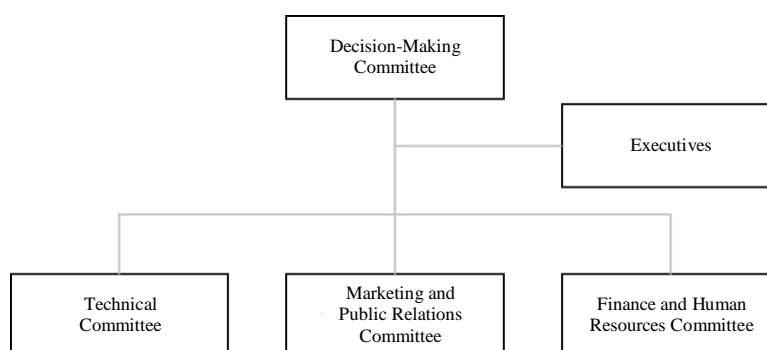 Decision-Making
Committee
Executives
Technical
Committee
Marketing and
Public Relations
Committee
Finance and Human
Resources Committee